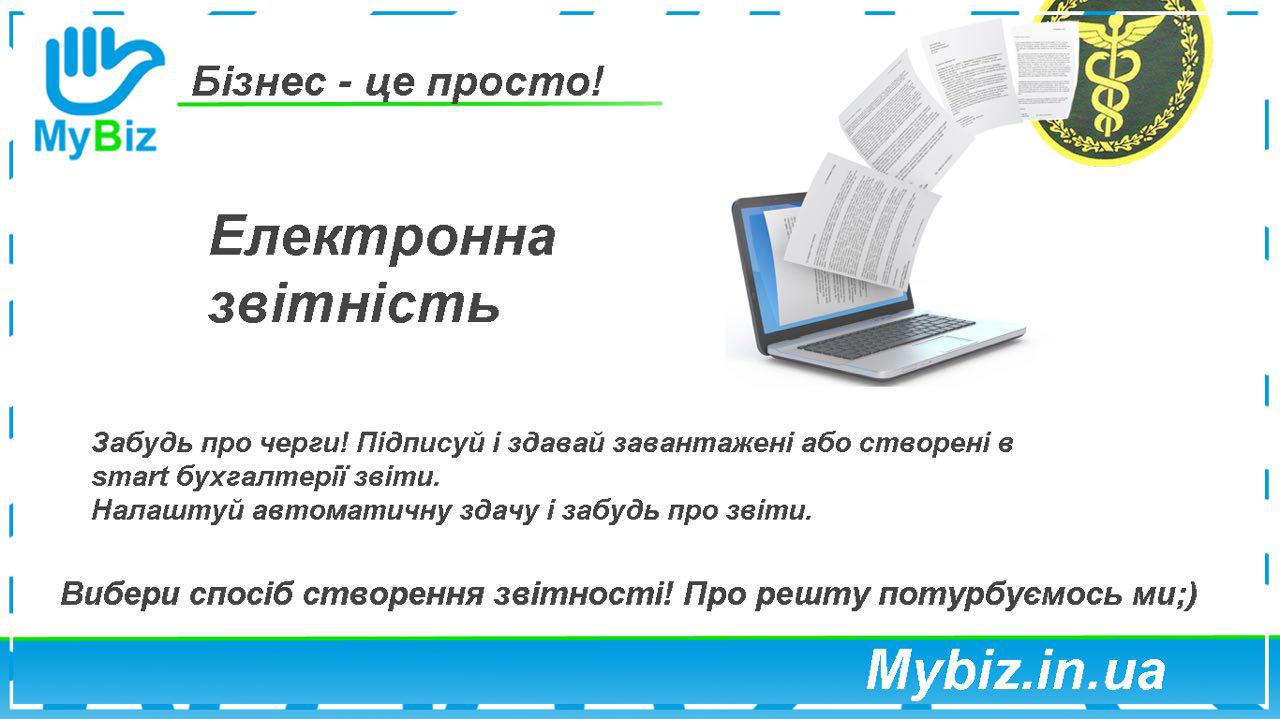 MyBiz
Бізнес - це просто!
Електронна
звітність
Забудь про черги! Підписуй і здавай завантажені або створені в
smart бухгалтерії звіти.
Налаштуй автоматичну здачу і забудь про звіти.
Вибери спосіб створення звітності! Про решту потурбуємось ми;)
Mybiz.in.ua